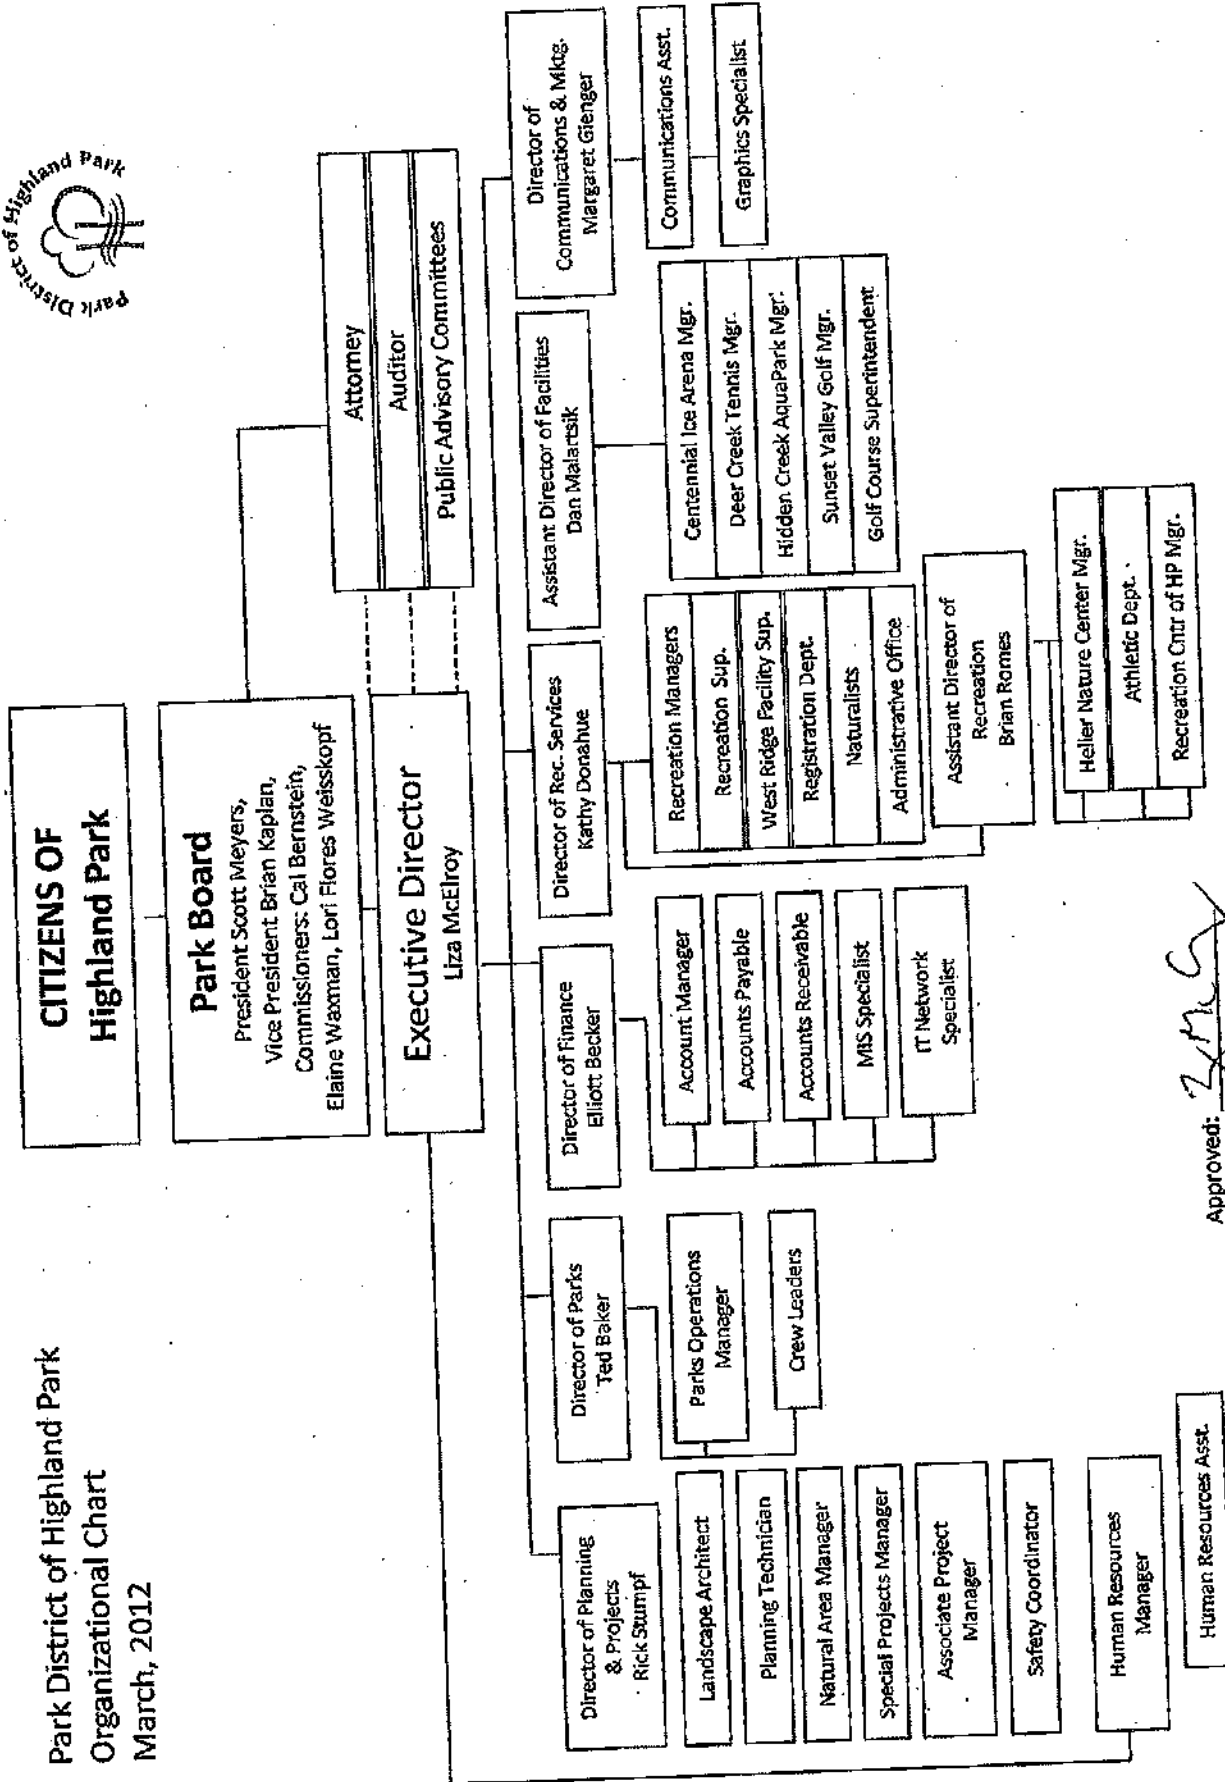 Park District of Highland Park
Organizational Chart
March, 2012
Park District of Highland Park
CITIZENS OF
Highland Park
Park Board
President Scott Meyers,
Vice President Brian Kaplan,
Commissioners: Cal Bernstein,
Elaine Waxman, Lori Flores Weisskopf
Executive Director
Liza McElroy
Attorney
Auditor
Public Advisory Committees
Director of Planning
& Projects
Rick Stumpf
Landscape Architect
Planning Technician
Natural Area Manager
Special Projects Manager
Associate Project
Manager
Safety Coordinator
Human Resources
Manager
Human Resources Asst.
Director of Parks
Ted Baker
Parks Operations
Manager
Crew Leaders
Director of Finance
Elliott Becker
Account Manager
Accounts Payable
Accounts Receivable
MIS Specialist
IT Network
Specialist
Director of Rec. Services
Kathy Donahue
Recreation Managers
Recreation Sup.
West Ridge Facility Sup.
Registration Dept.
Naturalists
Administrative Office
Assistant Director of
Recreation
Brian Romes
Heller Nature Center Mgr.
Athletic Dept.
Recreation Cntr of HP Mgr.
Assistant Director of Facilities
Dan Malartsik
Centennial Ice Arena Mgr.
Deer Creek Tennis Mgr.
Hidden Creek AquaPark Mgr.
Sunset Valley Golf Mgr.
Golf Course Superintendent
Director of
Communications & Mktg.
Margaret Gienger
Communications Asst.
Graphics Specialist
Approved: